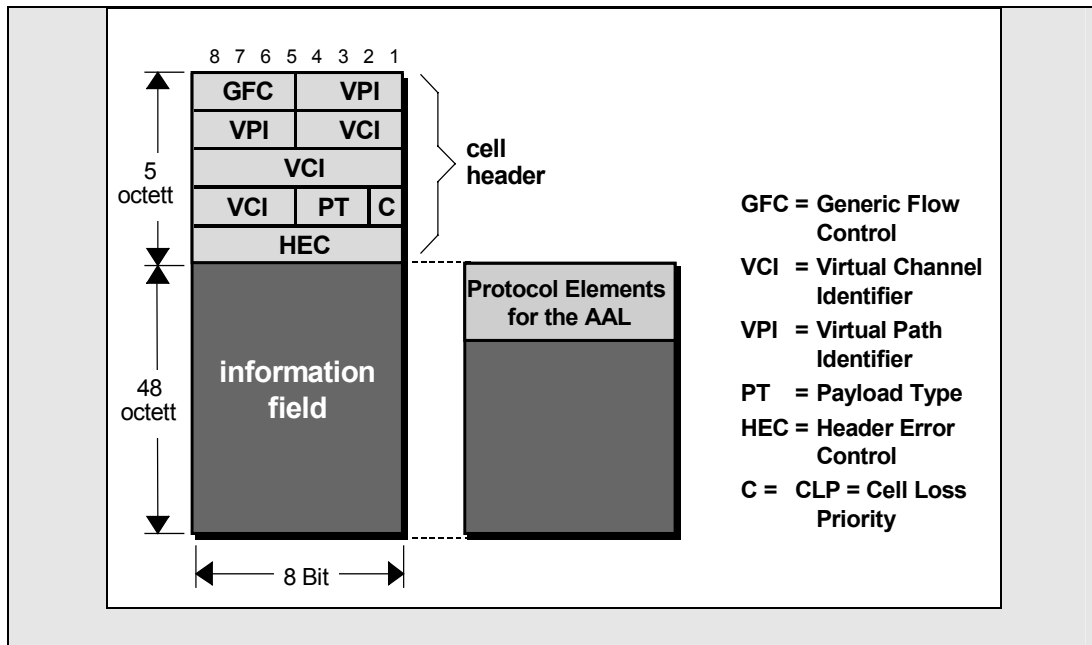 8 7 6 5 4 3 2 1
GFC VPI
VPI VCI
VCI
VCI PT C
HEC
5
octett
cell
header
information
field
48
octett
8 Bit
Protocol Elements
for the AAL
GFC = Generic Flow
Control
VCI = Virtual Channel
Identifier
VPI = Virtual Path
Identifier
PT = Payload Type
HEC = Header Error
Control
C = CLP = Cell Loss
Priority